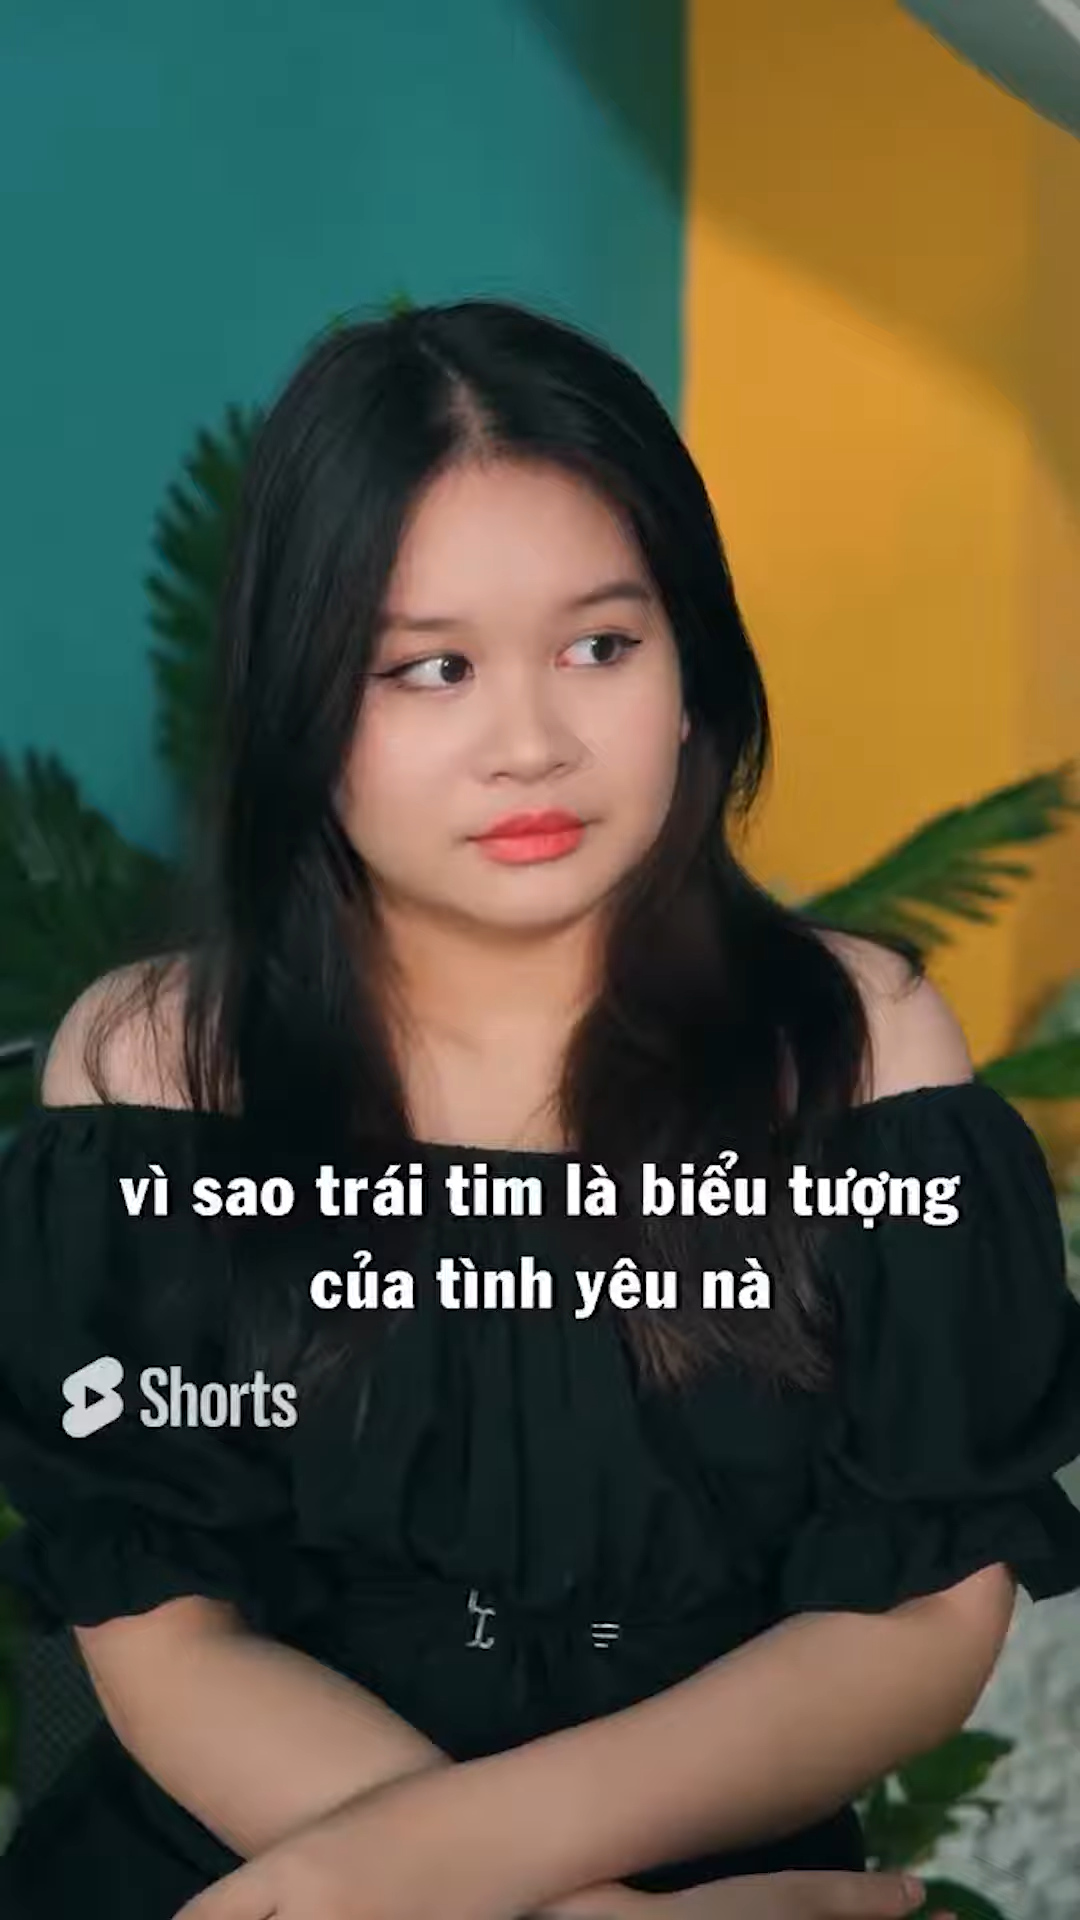 vì sao trái tim là biểu tượng
của tình yêu nà
Shorts